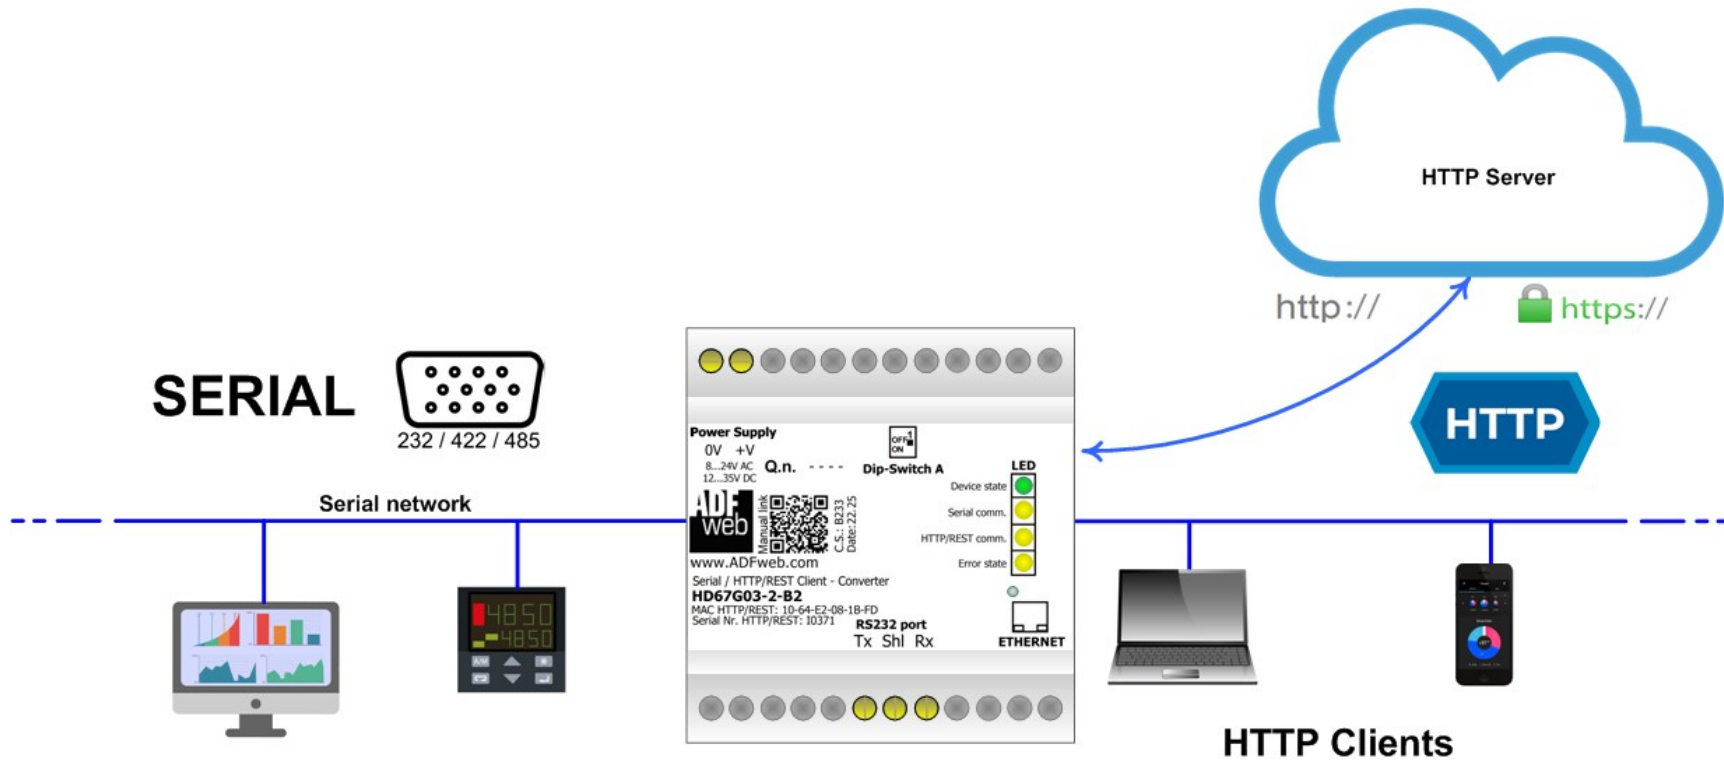 HTTP Server
http://
https://
SERIAL
232 / 422 / 485
HTTP
Serial network
Power Supply
0V +V
8...24V AC
12...35V DC
Q.n. - - - -
OFF 1
ON
Dip-Switch A
LED
Device state
Serial comm.
HTTP/REST comm.
Error state
ADF
web
Manual link
C.S.: B233
Date:22.25
www.ADFweb.com
Serial / HTTP/REST Client - Converter
HD67G03-2-B2
MAC HTTP/REST: 10-64-E2-08-1B-FD
Serial Nr. HTTP/REST: I0371
RS232 port
Tx Shl Rx
ETHERNET
4850
4850
A/M
HTTP Clients